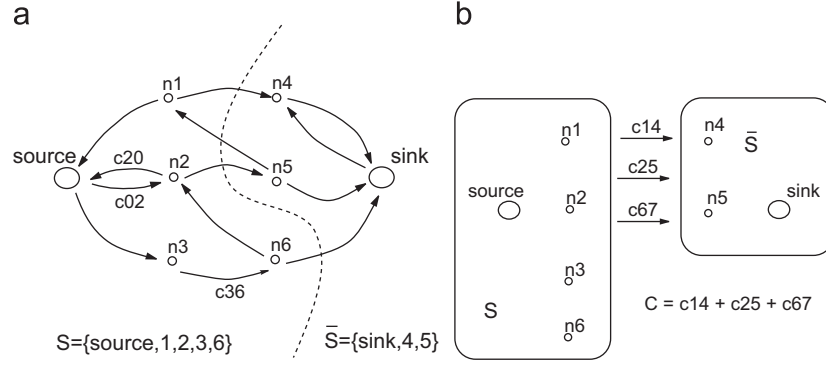 a
b
n1
n4
source
c20
n2
n5
sink
c02
n3
n6
c36
S={source,1,2,3,6}
S̄={sink,4,5}
n1
c14
n4
S̄
c25
source
n2
c67
n5
sink
n3
S
n6
C = c14 + c25 + c67